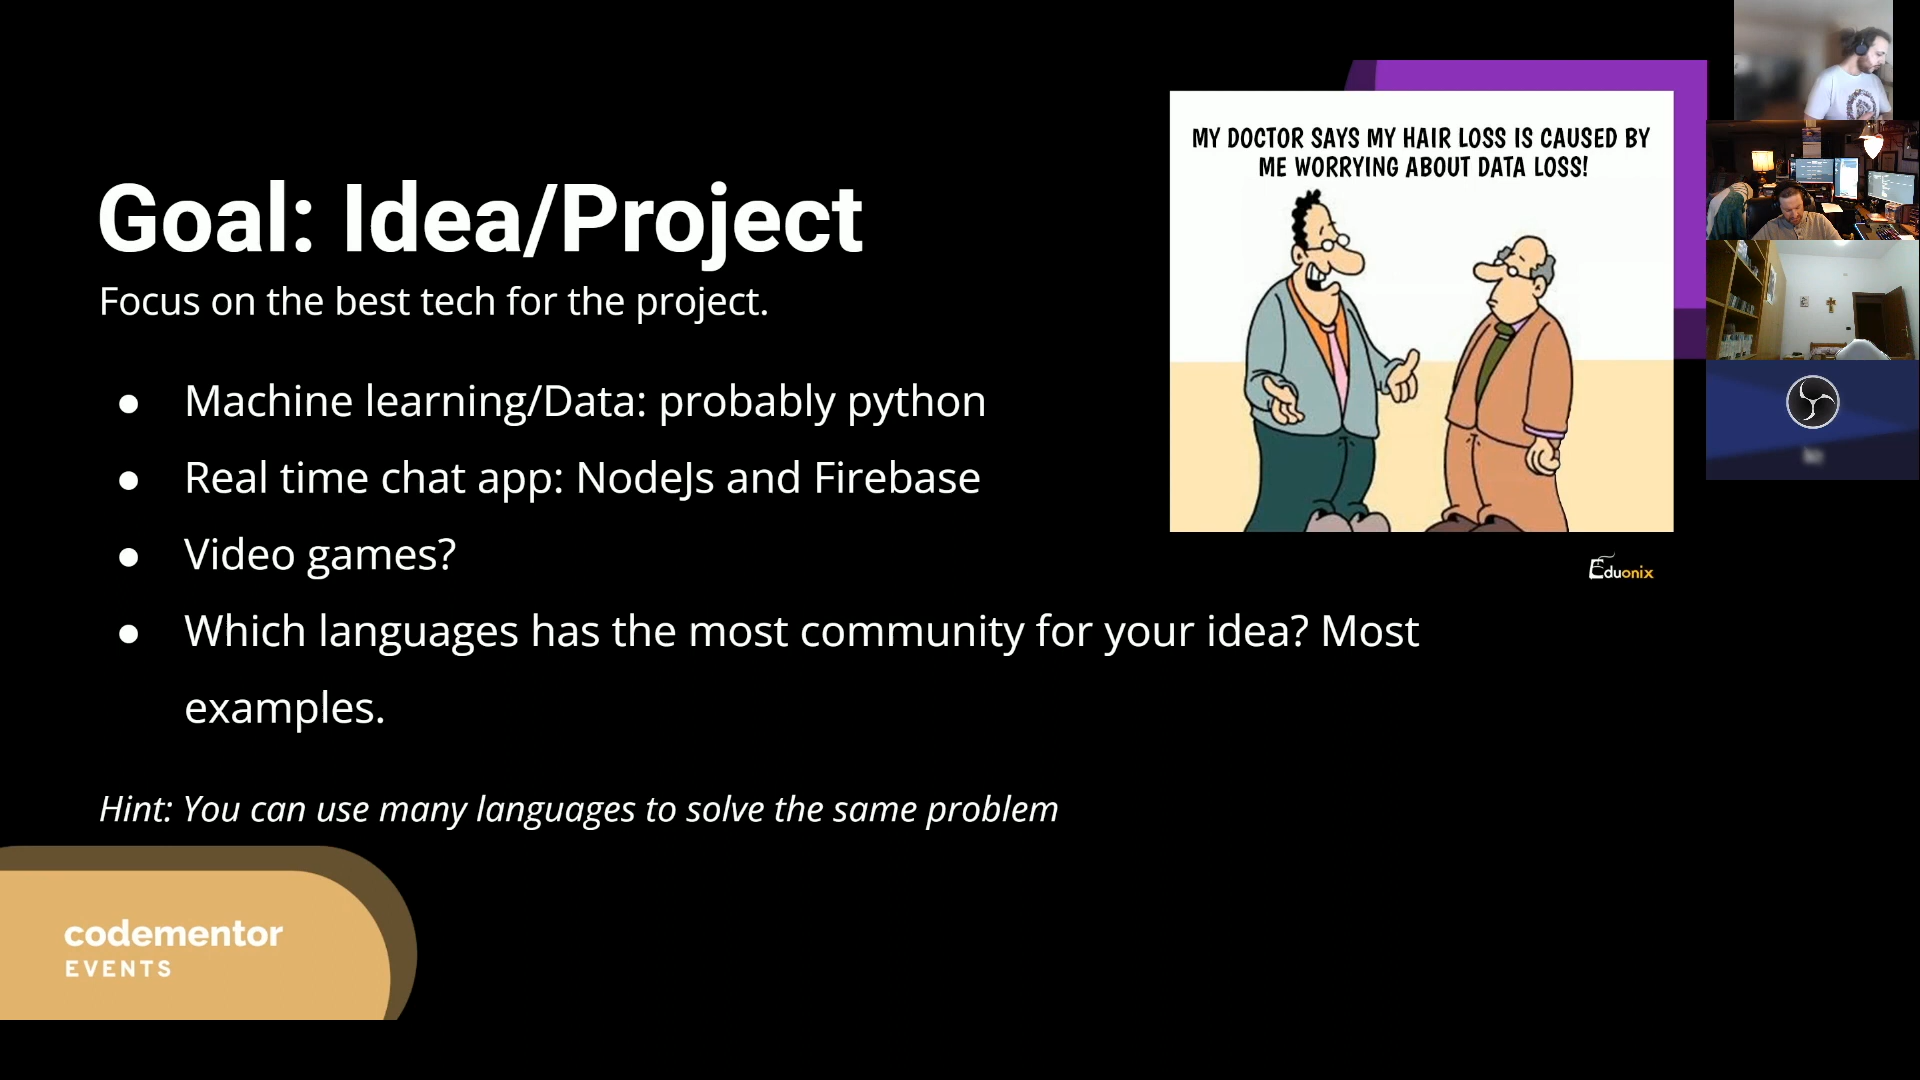 MY DOCTOR SAYS MY HAIR LOSS IS CAUSED BY
ME WORRYING ABOUT DATA LOSS!
Goal: Idea/Project
Focus on the best tech for the project.
● Machine learning/Data: probably python
● Real time chat app: NodeJs and Firebase
● Video games?
Eduonix
● Which languages has the most community for your idea? Most
examples.
Hint: You can use many languages to solve the same problem
codementor
EVENTS